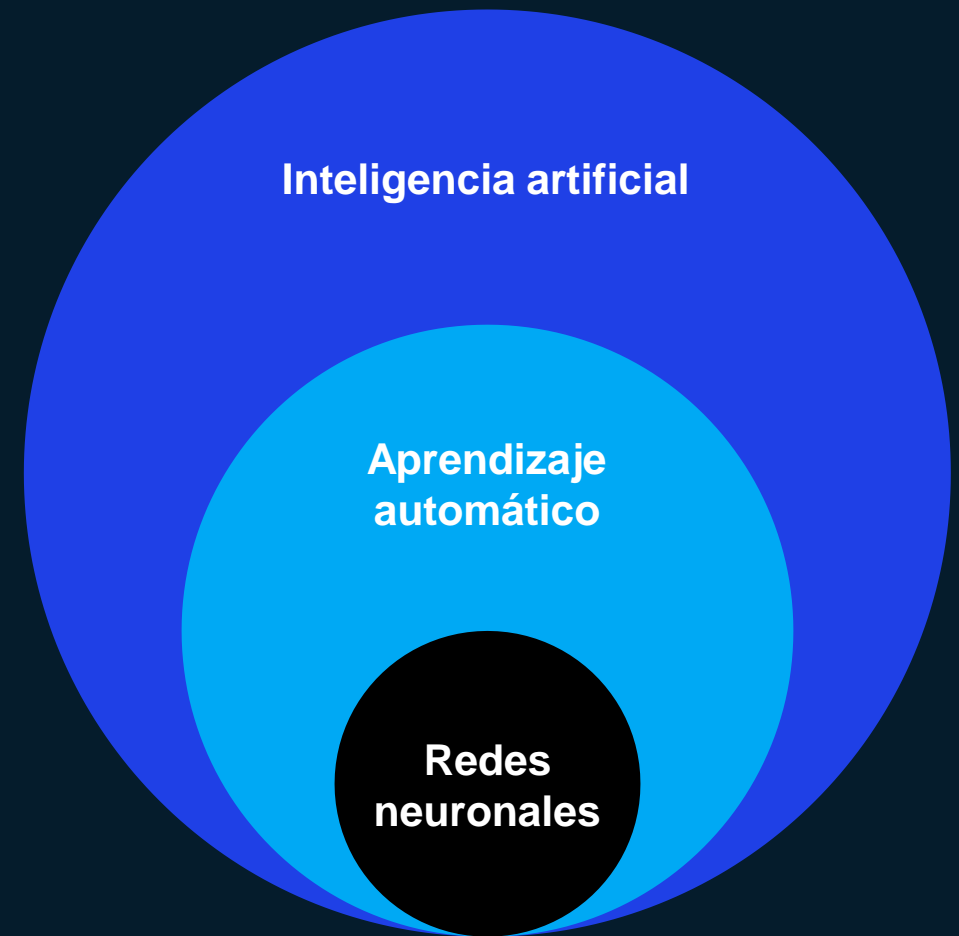 Inteligencia artificial
Aprendizaje
automático
Redes
neuronales